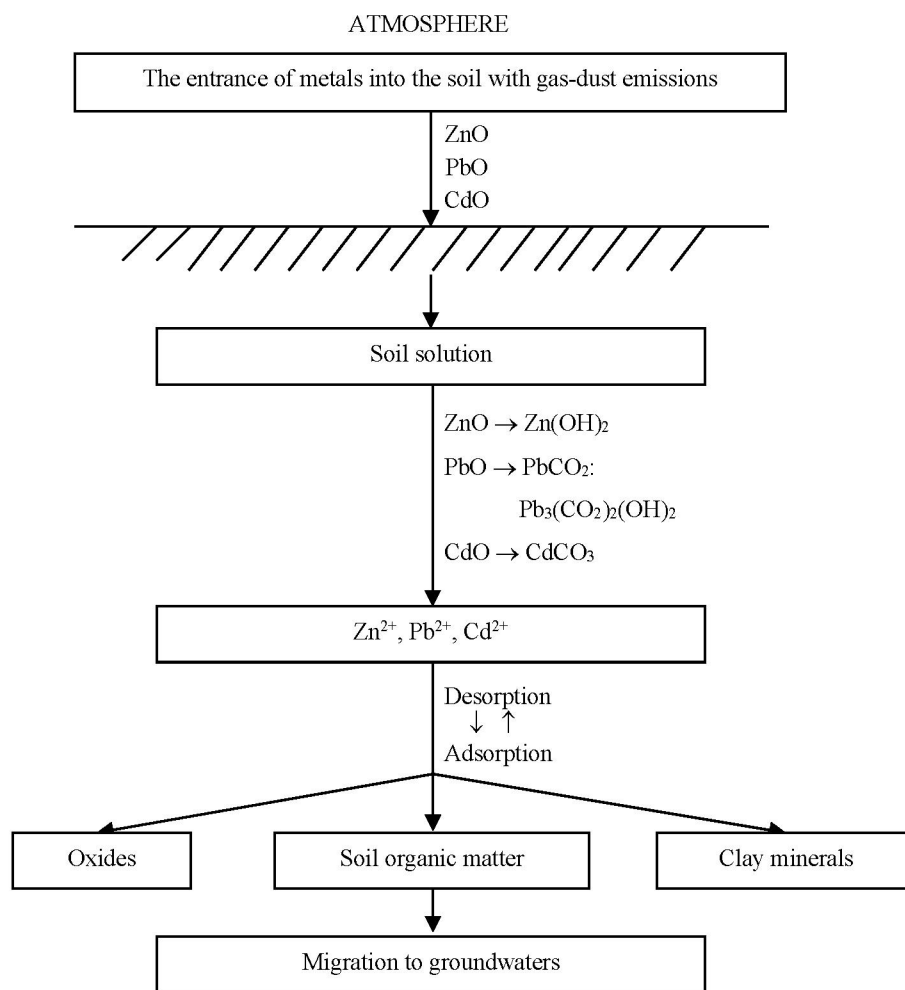 ATMOSPHERE
The entrance of metals into the soil with gas-dust emissions
ZnO
PbO
CdO
Soil solution
ZnO → Zn(OH)₂
PbO → PbCO₂:
Pb₃(CO₂)₂(OH)₂
CdO → CdCO₃
Zn²⁺, Pb²⁺, Cd²⁺
Desorption
↓ ↑
Adsorption
Oxides
Soil organic matter
Clay minerals
Migration to groundwaters